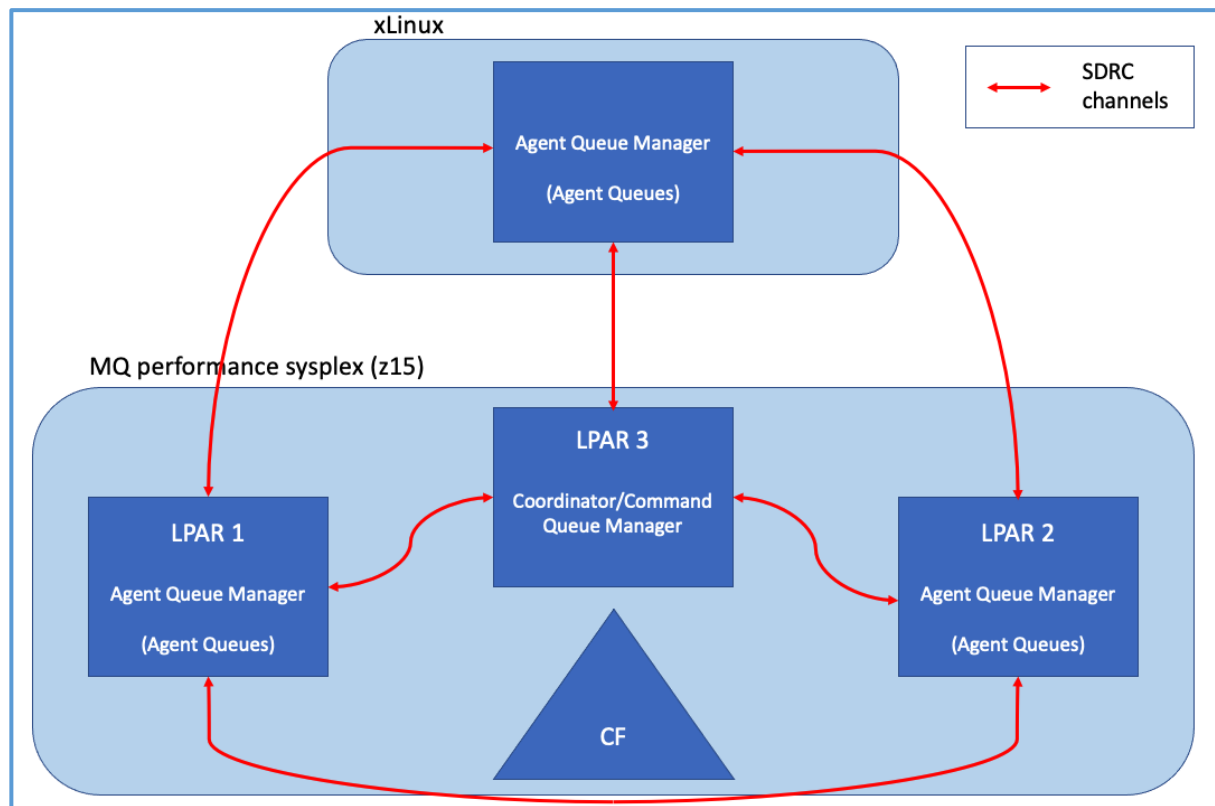 xLinux
SDRC
channels
Agent Queue Manager
(Agent Queues)
MQ performance sysplex (z15)
LPAR 3
Coordinator/Command
Queue Manager
LPAR 1
Agent Queue Manager
(Agent Queues)
LPAR 2
Agent Queue Manager
(Agent Queues)
CF